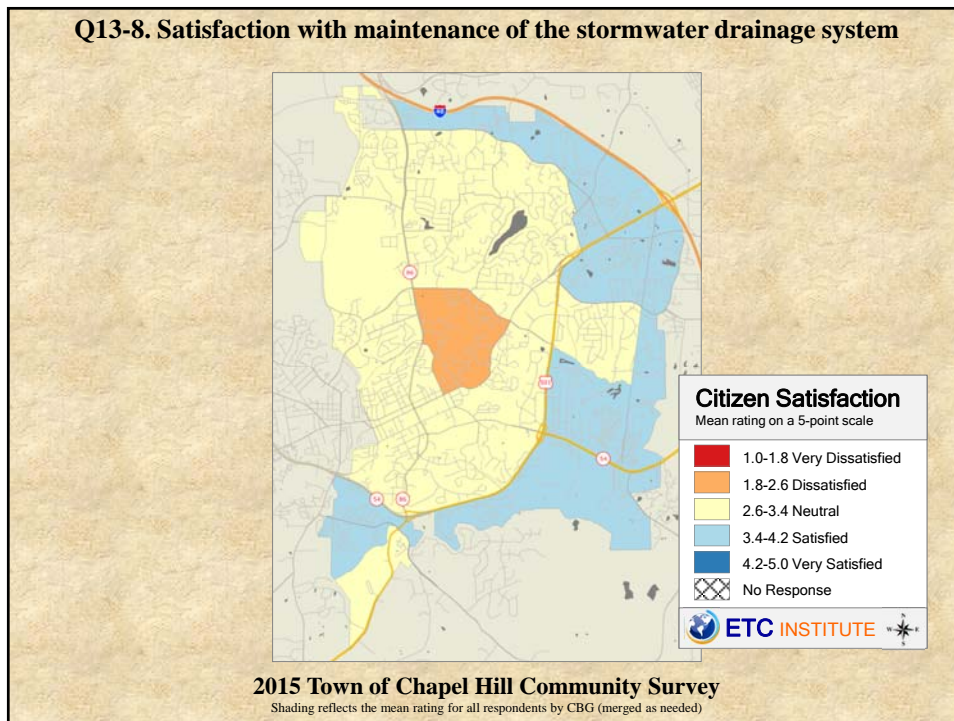 Q13-8. Satisfaction with maintenance of the stormwater drainage system
40
86
501
54
54
86
Citizen Satisfaction
Mean rating on a 5-point scale
1.0-1.8 Very Dissatisfied
1.8-2.6 Dissatisfied
2.6-3.4 Neutral
3.4-4.2 Satisfied
4.2-5.0 Very Satisfied
No Response
ETC INSTITUTE
N
W E
S
2015 Town of Chapel Hill Community Survey
Shading reflects the mean rating for all respondents by CBG (merged as needed)